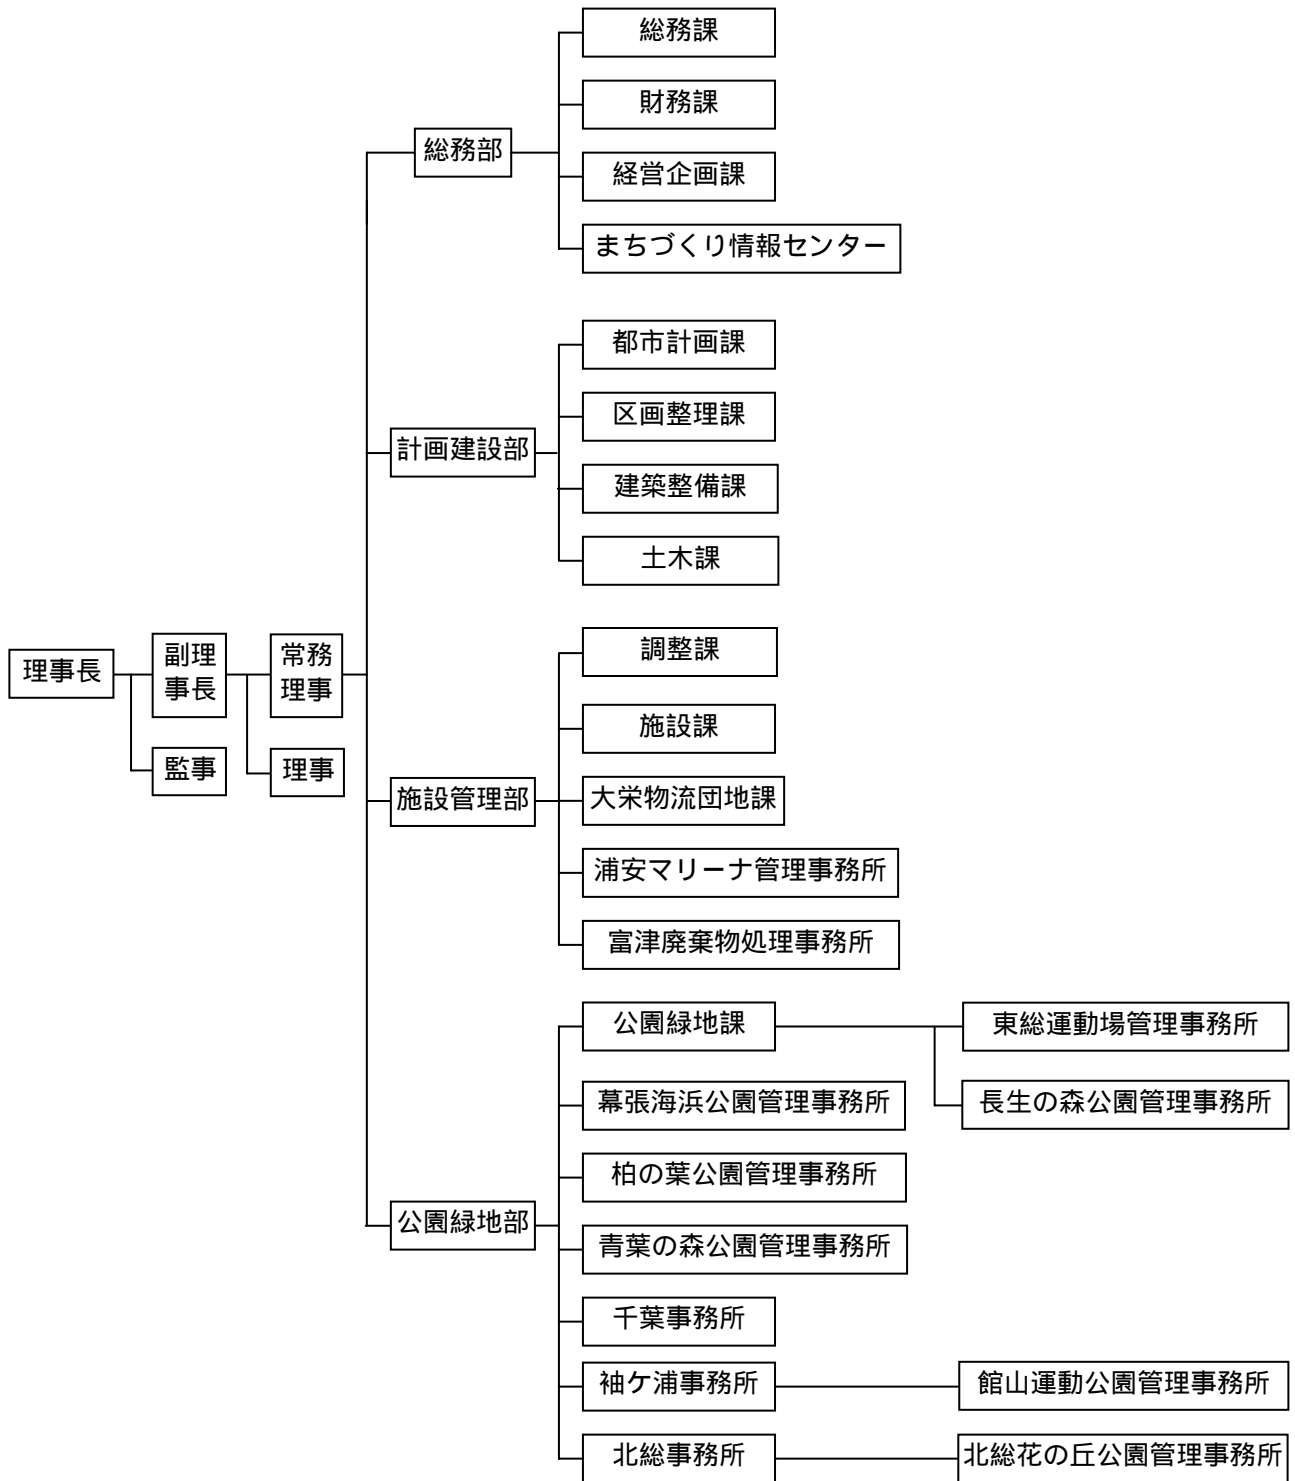 総務課
財務課
総務部
経営企画課
まちづくり情報センター
都市計画課
区画整理課
計画建設部
建築整備課
土木課
理事長
副理
事長
常務
理事
監事
理事
調整課
施設課
施設管理部
大栄物流団地課
浦安マリーナ管理事務所
富津廃棄物処理事務所
公園緑地課
東総運動場管理事務所
幕張海浜公園管理事務所
長生の森公園管理事務所
柏の葉公園管理事務所
公園緑地部
青葉の森公園管理事務所
千葉事務所
袖ケ浦事務所
館山運動公園管理事務所
北総事務所
北総花の丘公園管理事務所